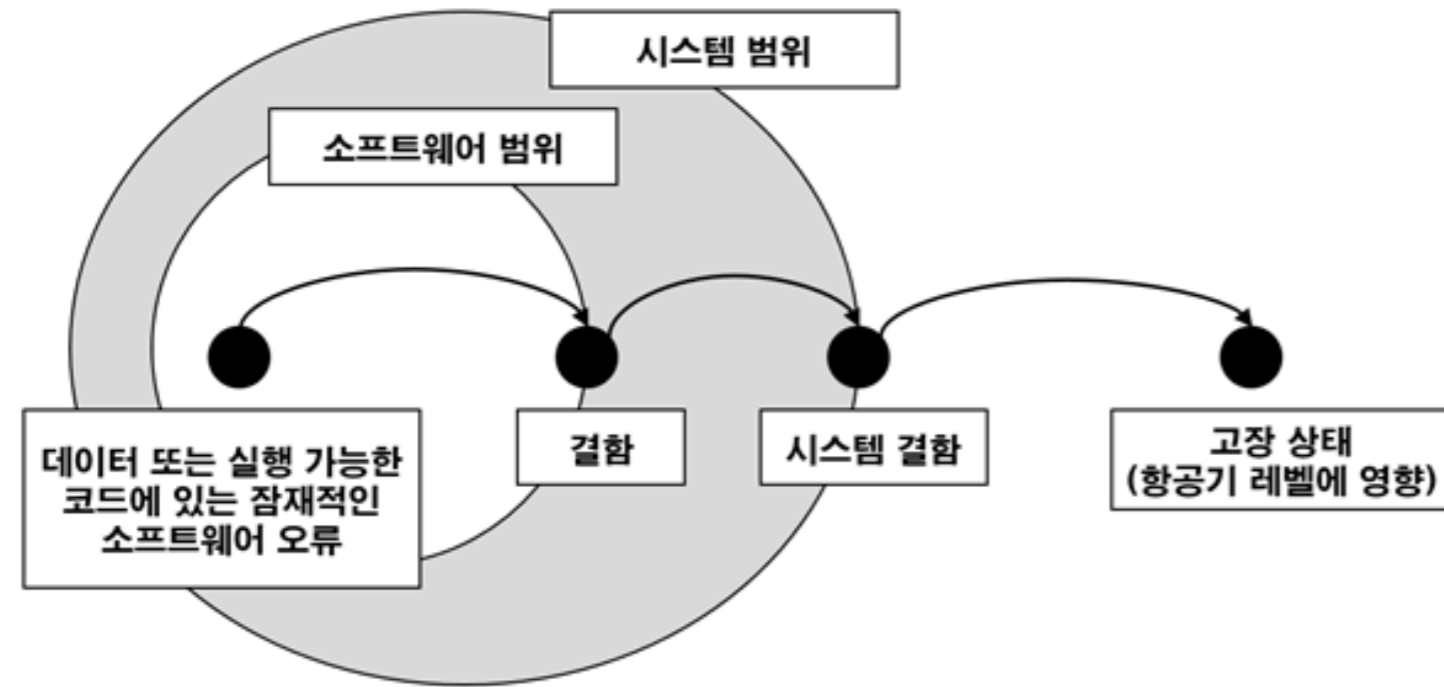 시스템 범위
소프트웨어 범위
데이터 또는 실행 가능한
코드에 있는 잠재적인
소프트웨어 오류
결함
시스템 결함
고장 상태
(항공기 레벨에 영향)